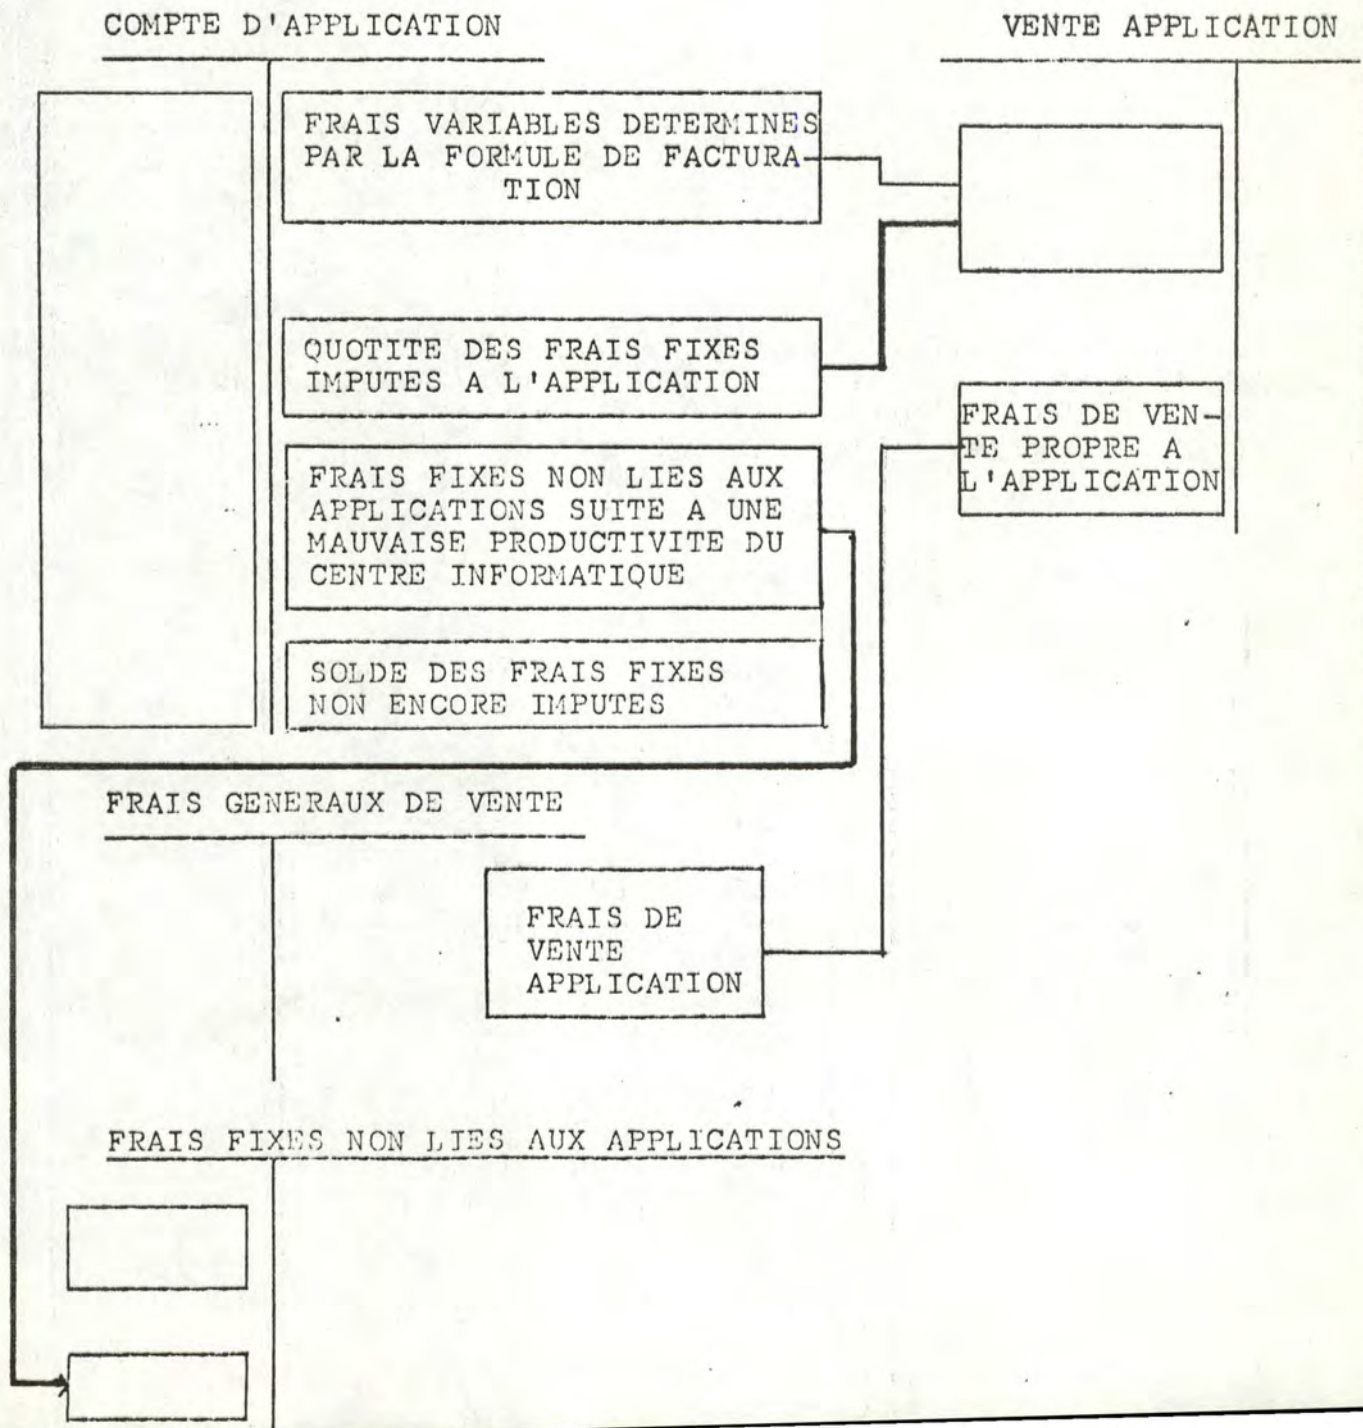 COMPTE D'APPLICATION
VENTE APPLICATION
FRAIS VARIABLES DETERMINES
PAR LA FORMULE DE FACTURA-
TION
QUOTITE DES FRAIS FIXES
IMPUTES A L'APPLICATION
FRAIS DE VEN-
TE PROPRE A
L'APPLICATION
FRAIS FIXES NON LIES AUX
APPLICATIONS SUITE A UNE
MAUVAISE PRODUCTIVITE DU
CENTRE INFORMATIQUE
SOLDE DES FRAIS FIXES
NON ENCORE IMPUTES
FRAIS GENERAUX DE VENTE
FRAIS DE
VENTE
APPLICATION
FRAIS FIXES NON LIES AUX APPLICATIONS